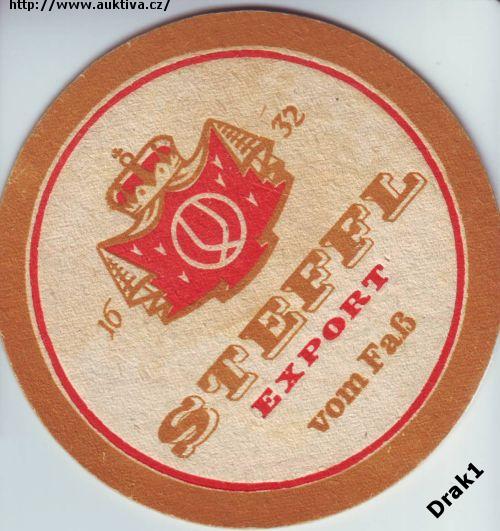 http://www.auktiva.cz/
16 32
STEFFL
EXPORT
vom Faß
Drak1